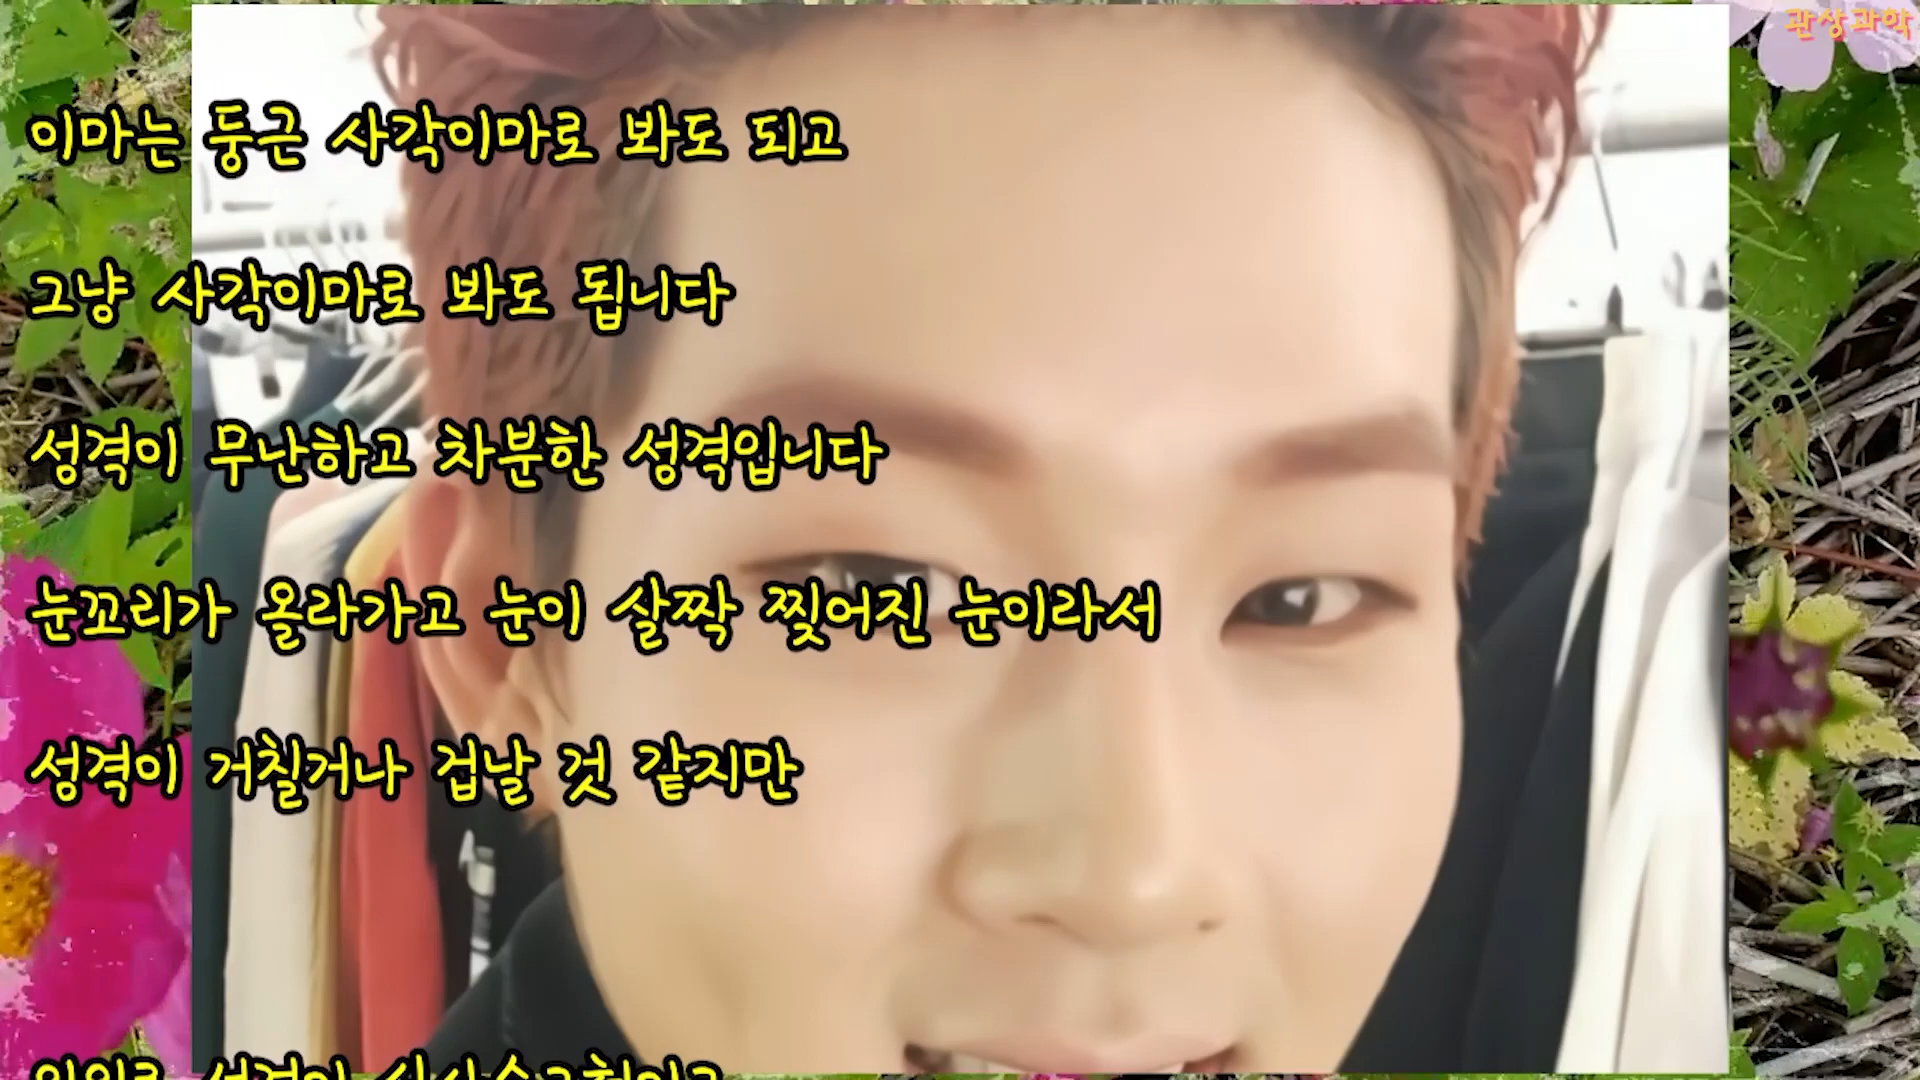 관상과학
이마는 둥근 사각이마로 봐도 되고
그냥 사각이마로 봐도 됩니다
성격이 무난하고 차분한 성격입니다
눈꼬리가 올라가고 눈이 살짝 찢어진 눈이라서
성격이 거칠거나 겁날 것 같지만
성격이